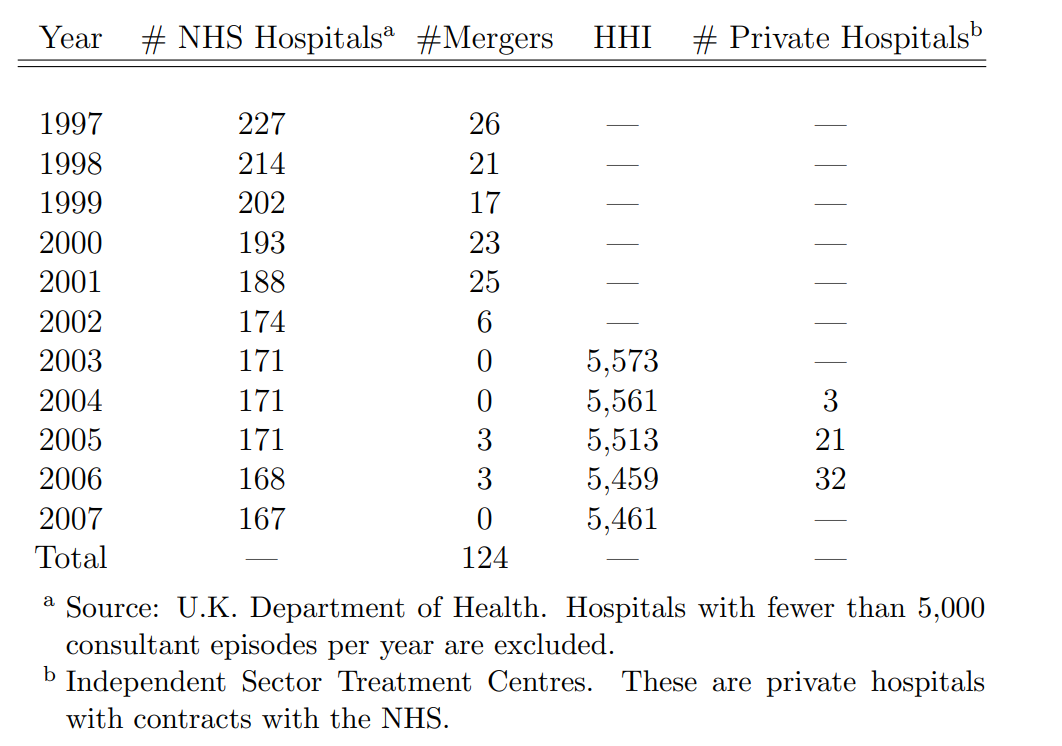 Year # NHS Hospitalsᵃ #Mergers HHI # Private Hospitalsᵇ
1997 227 26 — —
1998 214 21 — —
1999 202 17 — —
2000 193 23 — —
2001 188 25 — —
2002 174 6 — —
2003 171 0 5,573 —
2004 171 0 5,561 3
2005 171 3 5,513 21
2006 168 3 5,459 32
2007 167 0 5,461 —
Total — 124 — —
ᵃ Source: U.K. Department of Health. Hospitals with fewer than 5,000
consultant episodes per year are excluded.
ᵇ Independent Sector Treatment Centres. These are private hospitals
with contracts with the NHS.